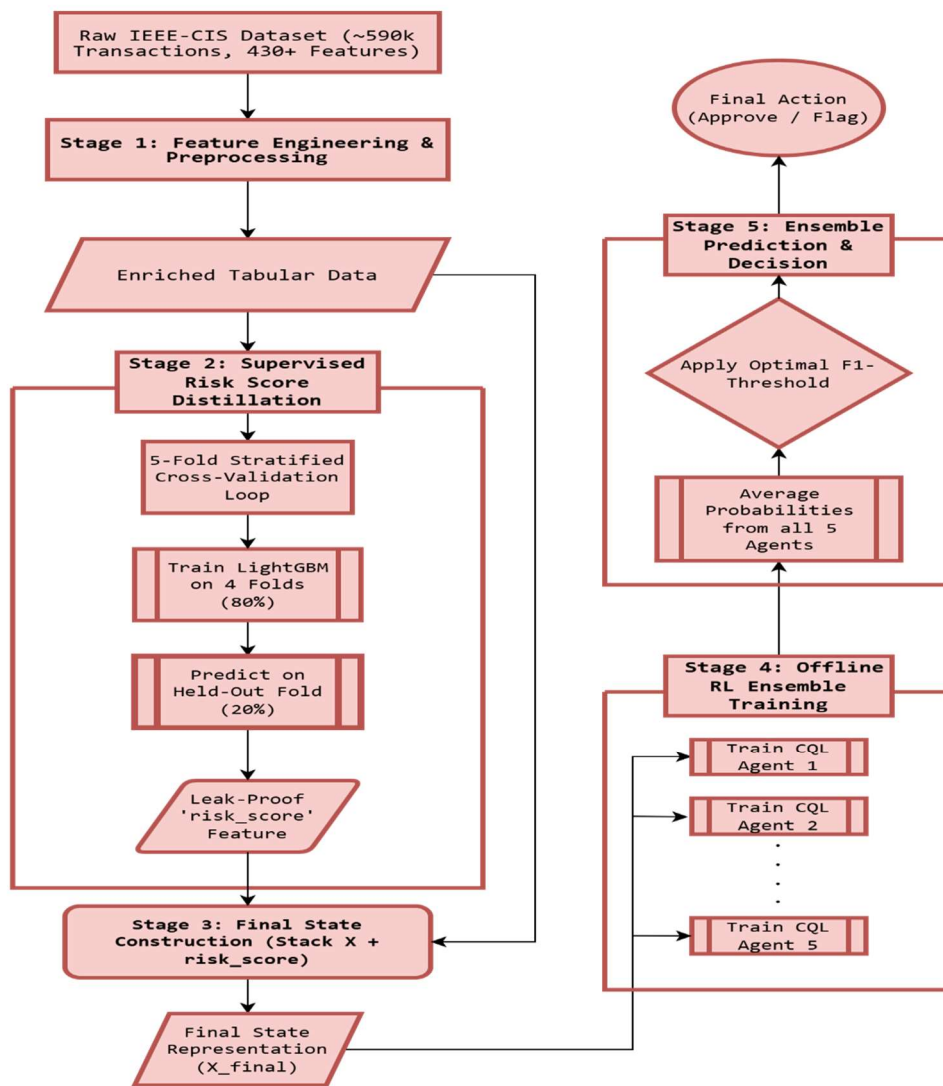 Raw IEEE-CIS Dataset (~590k
Transactions, 430+ Features)
Stage 1: Feature Engineering &
Preprocessing
Enriched Tabular Data
Stage 2: Supervised
Risk Score
Distillation
5-Fold Stratified
Cross-Validation
Loop
Train LightGBM
on 4 Folds
(80%)
Predict on
Held-Out Fold
(20%)
Leak-Proof
'risk_score'
Feature
Stage 3: Final State
Construction (Stack X +
risk_score)
Final State
Representation
(X_final)
Final Action
(Approve / Flag)
Stage 5: Ensemble
Prediction &
Decision
Apply Optimal F1-
Threshold
Average
Probabilities
from all 5
Agents
Stage 4: Offline
RL Ensemble
Training
Train CQL
Agent 1
Train CQL
Agent 2
Train CQL
Agent 5